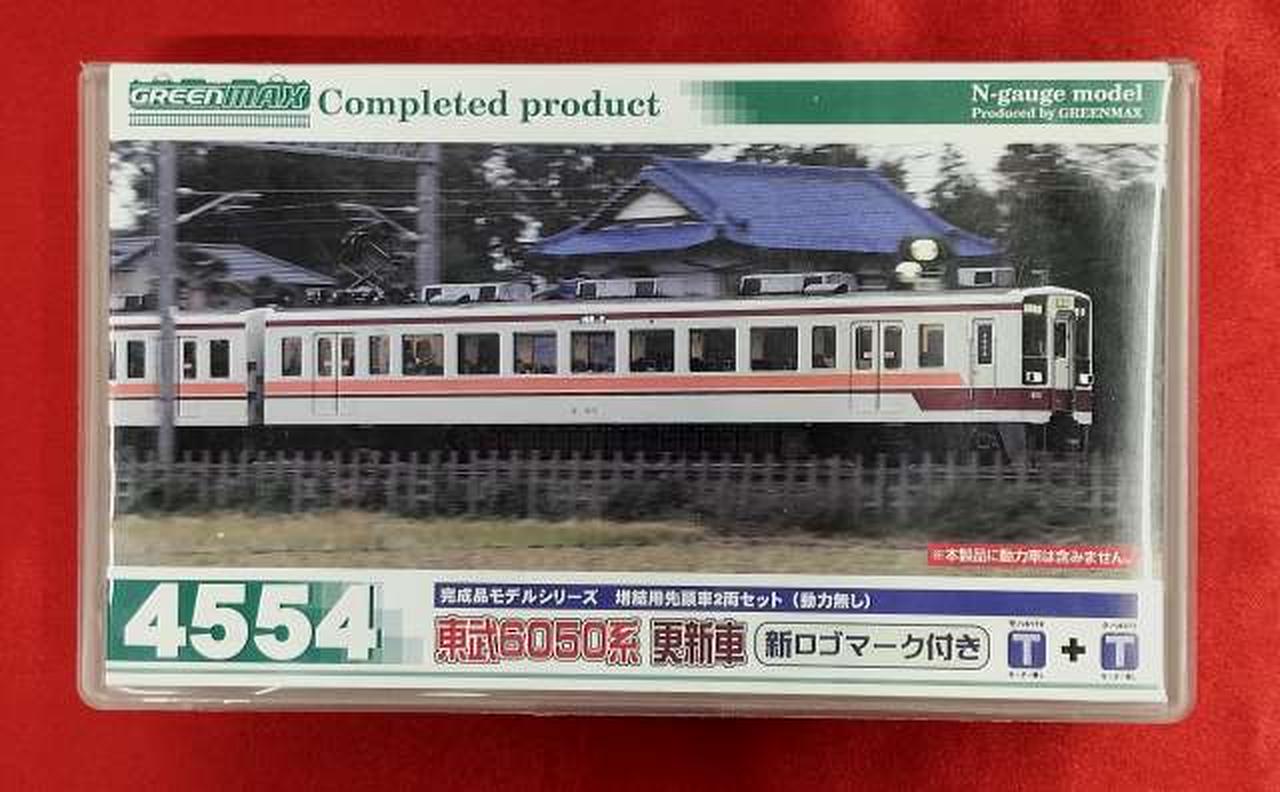 GREENMAX Completed product
N-gauge model
Produced by GREENMAX
※本製品に動力車は含みません。
4554
完成品モデルシリーズ 増結用先頭車2両セット（動力無し）
東武6050系 更新車 新ロゴマーク付き
T + T